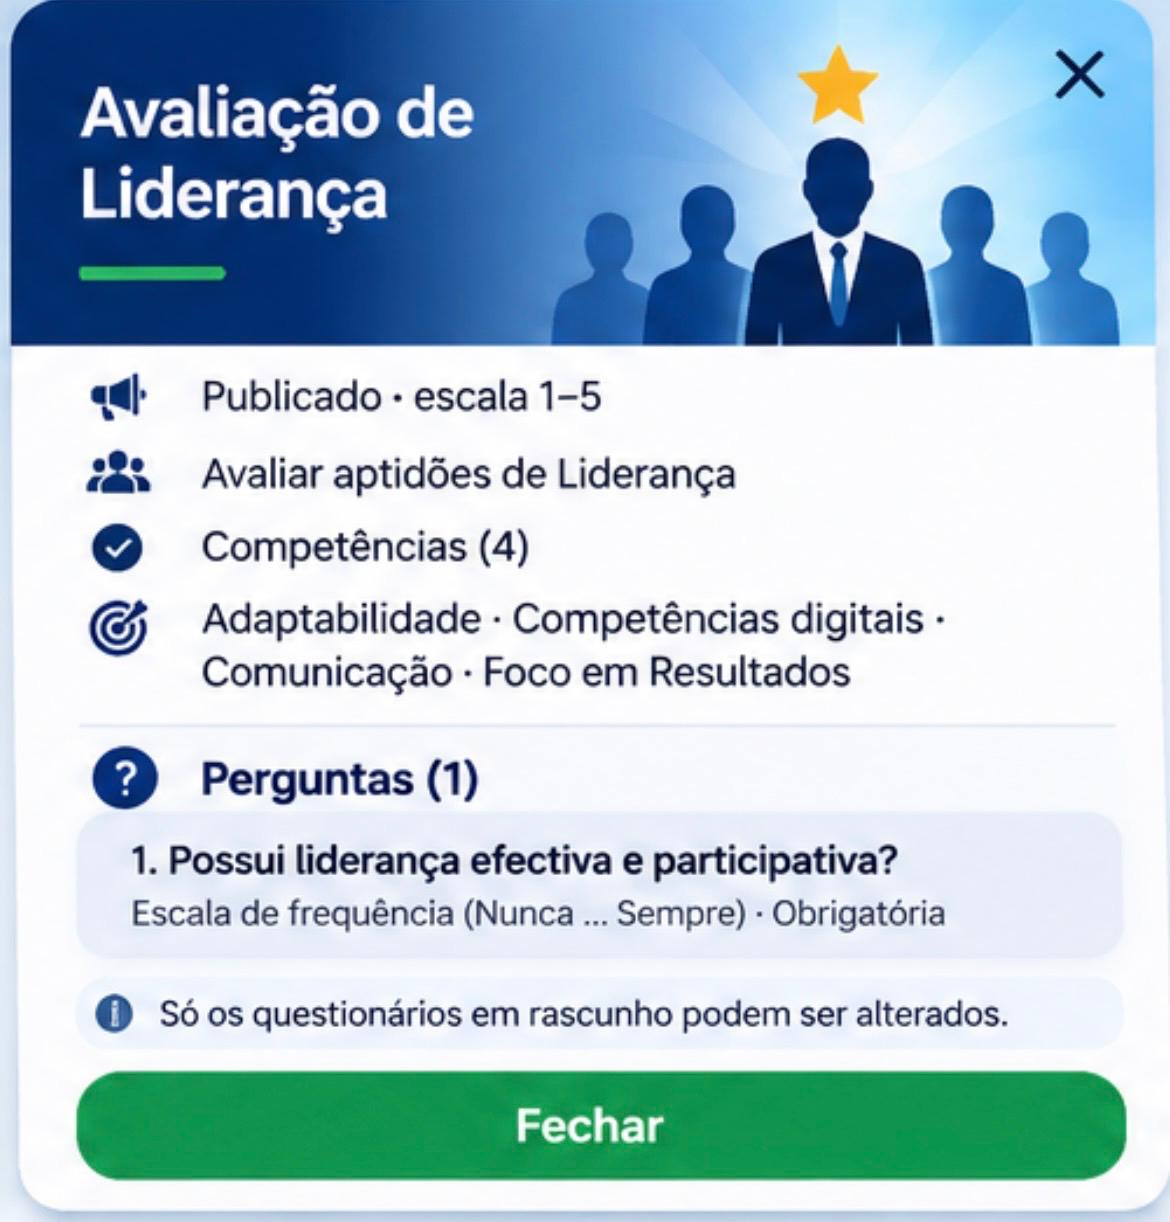 Avaliação de
Liderança
Publicado · escala 1–5
Avaliar aptidões de Liderança
Competências (4)
Adaptabilidade · Competências digitais ·
Comunicação · Foco em Resultados
? Perguntas (1)
1. Possui liderança efectiva e participativa?
Escala de frequência (Nunca ... Sempre) · Obrigatória
Só os questionários em rascunho podem ser alterados.
Fechar